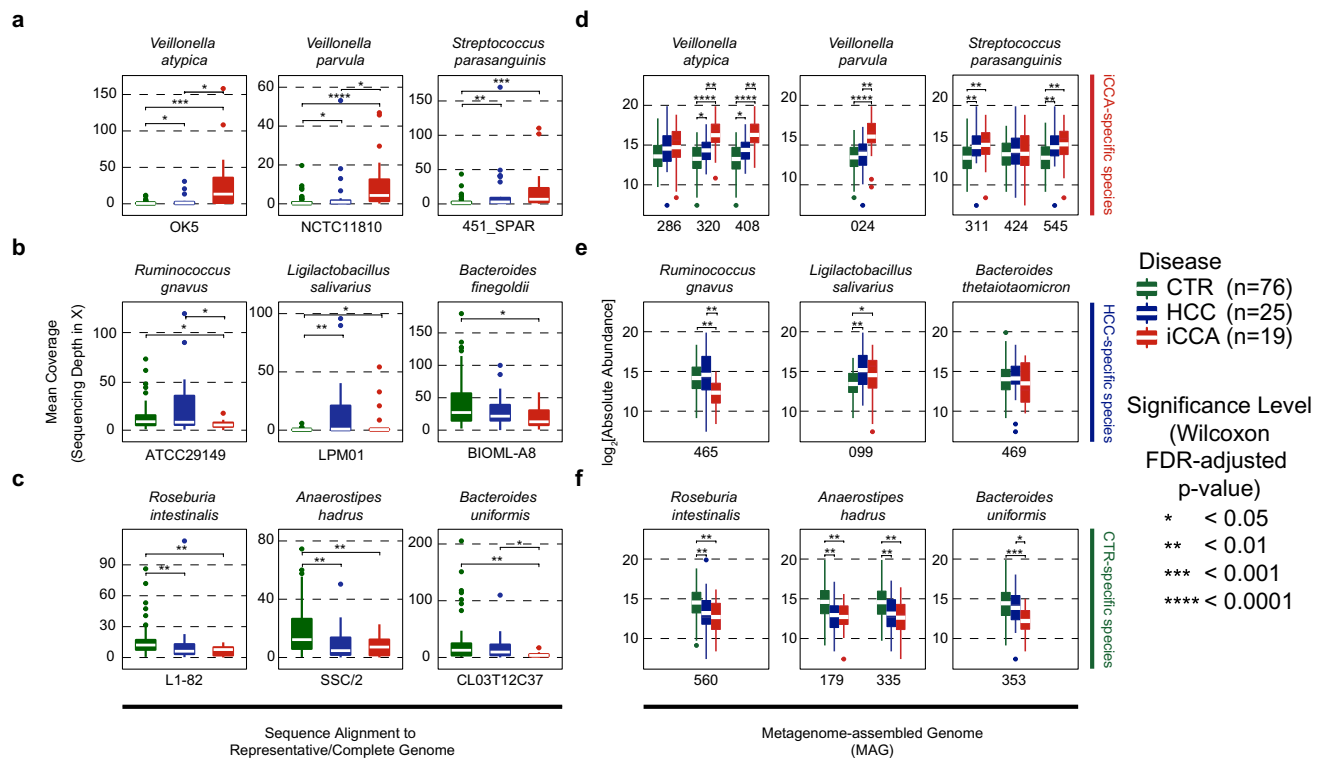 a
Veillonella
atypica
Veillonella
parvula
Streptococcus
parasanguinis
150
100
50
0
*
***
*
60
40
20
0
*
****
*
150
100
50
0
***
**
OK5
NCTC11810
451_SPAR
b
Ruminococcus
gnavus
Ligilactobacillus
salivarius
Bacteroides
finegoldii
Mean Coverage
(Sequencing Depth in X)
100
50
0
*
*
100
50
0
*
**
150
100
50
0
*
ATCC29149
LPM01
BIOML-A8
c
Roseburia
intestinalis
Anaerostipes
hadrus
Bacteroides
uniformis
90
60
30
0
**
**
80
40
0
**
**
200
100
0
*
**
L1-82
SSC/2
CL03T12C37
Sequence Alignment to
Representative/Complete Genome
d
Veillonella
atypica
Veillonella
parvula
Streptococcus
parasanguinis
20
15
10
**
****
*
**
****
*
20
15
10
**
****
20
15
10
**
**
**
***
286
320
408
024
311
424
545
iCCA-specific species
e
Ruminococcus
gnavus
Ligilactobacillus
salivarius
Bacteroides
thetaiotaomicron
log2[Absolute Abundance]
20
15
10
**
**
20
15
10
*
**
20
15
10
465
099
469
HCC-specific species
f
Roseburia
intestinalis
Anaerostipes
hadrus
Bacteroides
uniformis
20
15
10
**
**
20
15
10
**
**
**
**
20
15
10
*
***
560
179
335
353
CTR-specific species
Metagenome-assembled Genome
(MAG)
Disease
CTR (n=76)
HCC (n=25)
iCCA (n=19)
Significance Level
(Wilcoxon
FDR-adjusted
p-value)
* < 0.05
** < 0.01
*** < 0.001
**** < 0.0001